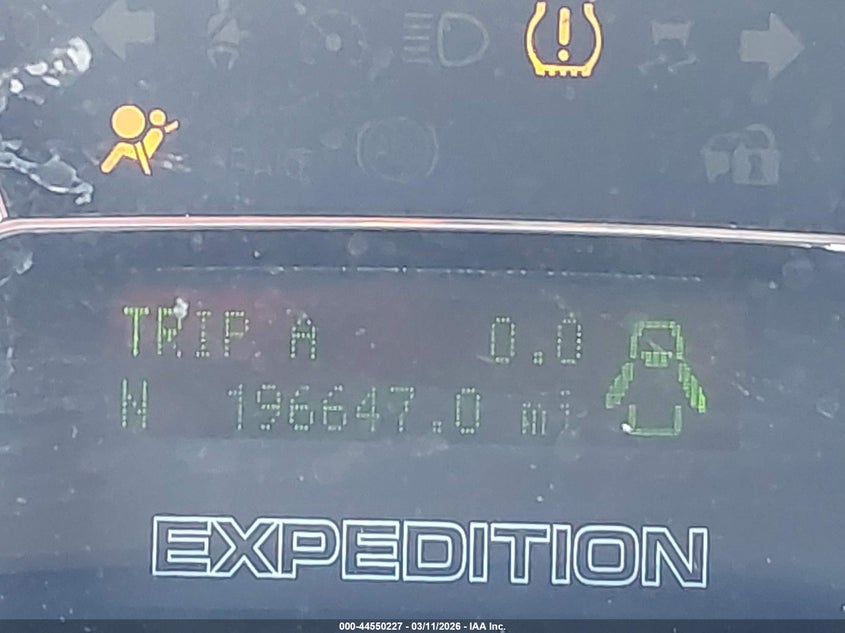 TRIP A 0.0
N 196647.0 mi
EXPEDITION
000-44550227 - 03/11/2026 - IAA Inc.